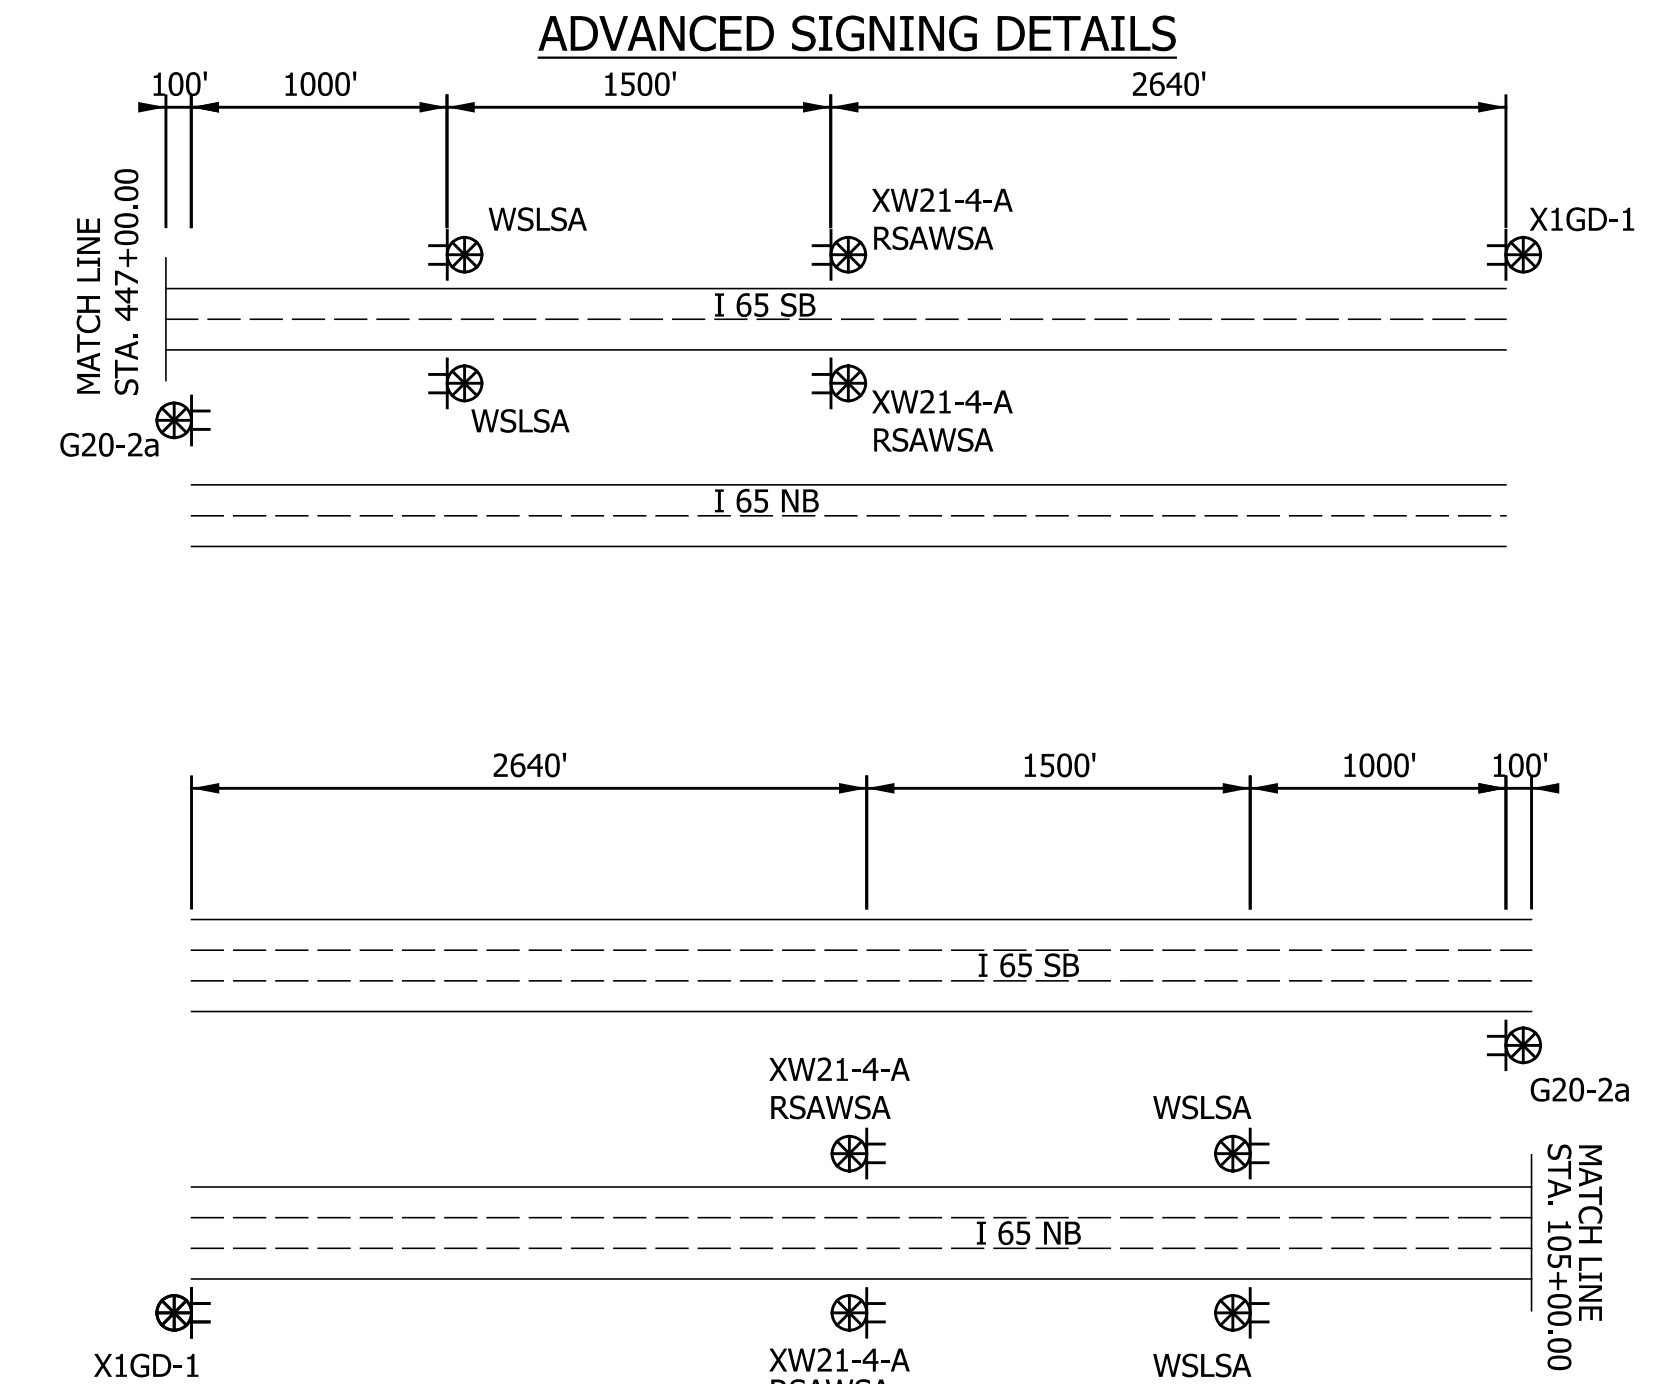 ADVANCED SIGNING DETAILS
100'
1000'
1500'
2640'
MATCH LINE
STA. 447+00.00
WSLSA
XW21-4-A
RSAWSA
X1GD-1
I 65 SB
WSLSA
XW21-4-A
RSAWSA
G20-2a
I 65 NB
2640'
1500'
1000'
100'
I 65 SB
XW21-4-A
RSAWSA
WSLSA
G20-2a
MATCH LINE
STA. 105+00.00
I 65 NB
X1GD-1
XW21-4-A
RSAWSA
WSLSA